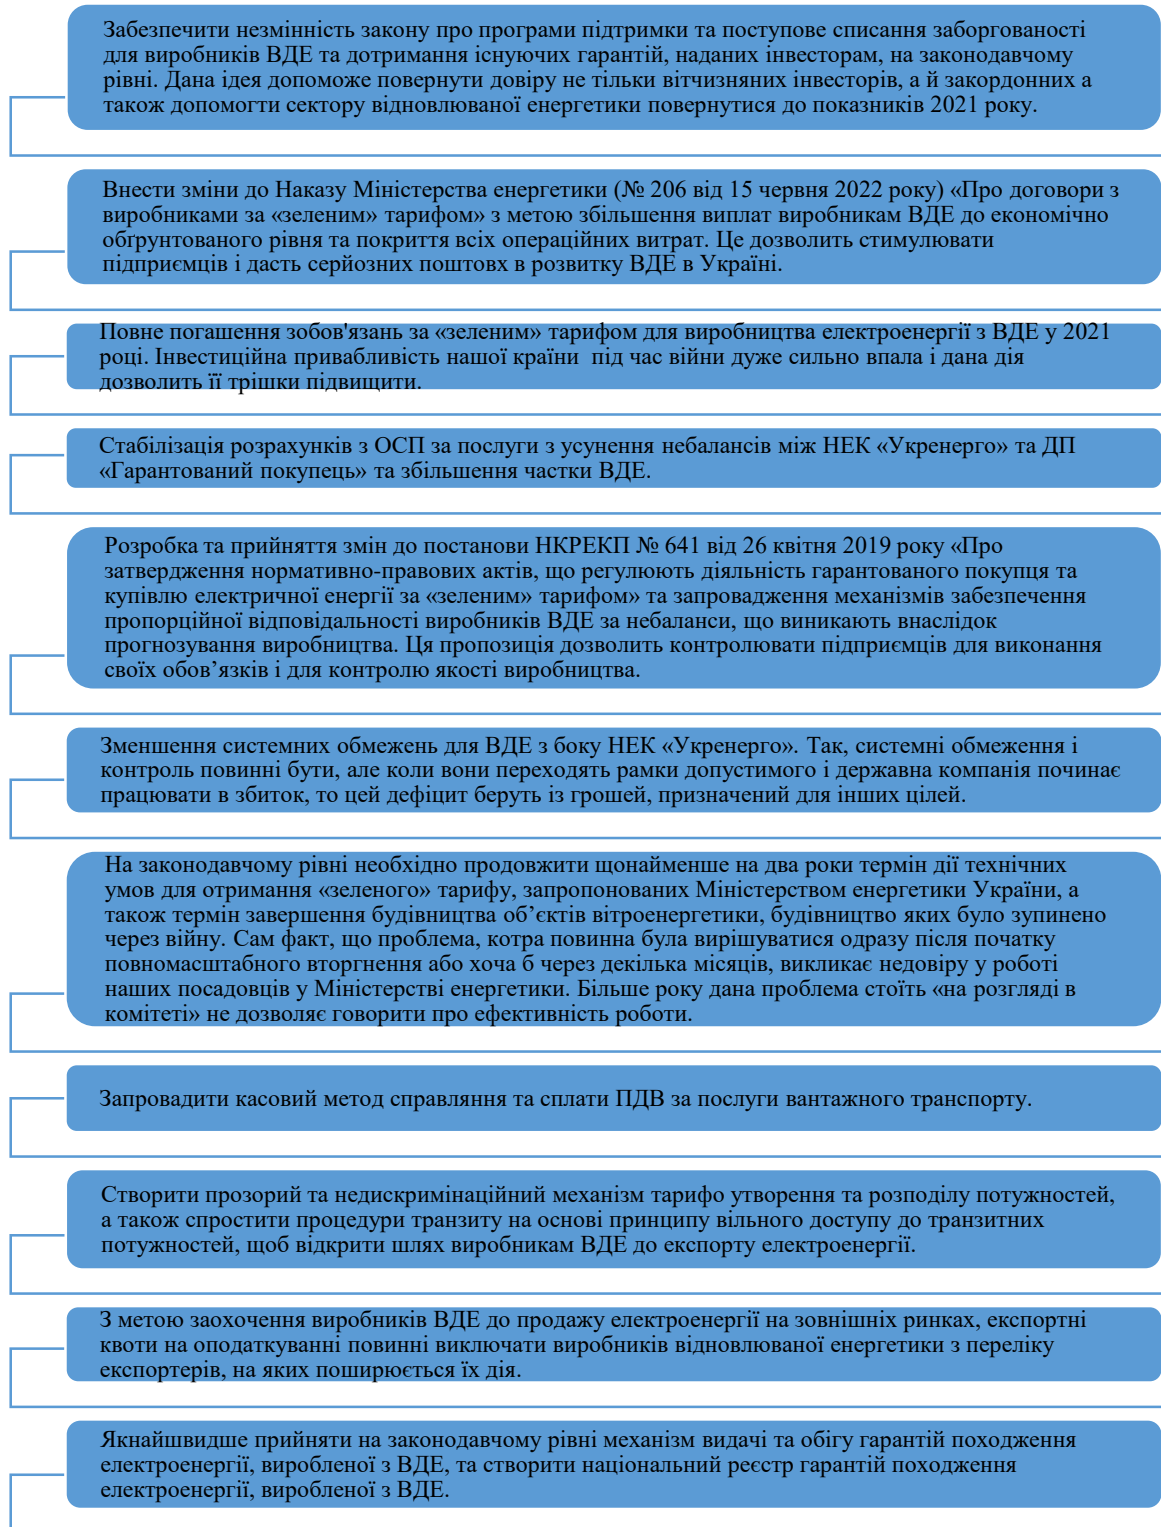 Забезпечити незмінність закону про програми підтримки та поступове списання заборгованості
для виробників ВДЕ та дотримання існуючих гарантій, наданих інвесторам, на законодавчому
рівні. Дана ідея допоможе повернути довіру не тільки вітчизняних інвесторів, а й закордонних а
також допомогти сектору відновлюваної енергетики повернутися до показників 2021 року.
Внести зміни до Наказу Міністерства енергетики (№ 206 від 15 червня 2022 року) «Про договори з
виробниками за «зеленим» тарифом» з метою збільшення виплат виробникам ВДЕ до економічно
обґрунтованого рівня та покриття всіх операційних витрат. Це дозволить стимулювати
підприємців і дасть серйозних поштовх в розвитку ВДЕ в Україні.
Повне погашення зобов'язань за «зеленим» тарифом для виробництва електроенергії з ВДЕ у 2021
році. Інвестиційна привабливість нашої країни  під час війни дуже сильно впала і дана дія
дозволить її трішки підвищити.
Стабілізація розрахунків з ОСП за послуги з усунення небалансів між НЕК «Укренерго» та ДП
«Гарантований покупець» та збільшення частки ВДЕ.
Розробка та прийняття змін до постанови НКРЕКП № 641 від 26 квітня 2019 року «Про
затвердження нормативно-правових актів, що регулюють діяльність гарантованого покупця та
купівлю електричної енергії за «зеленим» тарифом» та запровадження механізмів забезпечення
пропорційної відповідальності виробників ВДЕ за небаланси, що виникають внаслідок
прогнозування виробництва. Ця пропозиція дозволить контролювати підприємців для виконання
своїх обов’язків і для контролю якості виробництва.
Зменшення системних обмежень для ВДЕ з боку НЕК «Укренерго». Так, системні обмеження і
контроль повинні бути, але коли вони переходять рамки допустимого і державна компанія починає
працювати в збиток, то цей дефіцит беруть із грошей, призначений для інших цілей.
На законодавчому рівні необхідно продовжити щонайменше на два роки термін дії технічних
умов для отримання «зеленого» тарифу, запропонованих Міністерством енергетики України, а
також термін завершення будівництва об’єктів вітроенергетики, будівництво яких було зупинено
через війну. Сам факт, що проблема, котра повинна була вирішуватися одразу після початку
повномасштабного вторгнення або хоча б через декілька місяців, викликає недовіру у роботі
наших посадовців у Міністерстві енергетики. Більше року дана проблема стоїть «на розгляді в
комітеті» не дозволяє говорити про ефективність роботи.
Запровадити касовий метод справляння та сплати ПДВ за послуги вантажного транспорту.
Створити прозорий та недискримінаційний механізм тарифо утворення та розподілу потужностей,
а також спростити процедури транзиту на основі принципу вільного доступу до транзитних
потужностей, щоб відкрити шлях виробникам ВДЕ до експорту електроенергії.
З метою заохочення виробників ВДЕ до продажу електроенергії на зовнішніх ринках, експортні
квоти на оподаткуванні повинні виключати виробників відновлюваної енергетики з переліку
експортерів, на яких поширюється їх дія.
Якнайшвидше прийняти на законодавчому рівні механізм видачі та обігу гарантій походження
електроенергії, виробленої з ВДЕ, та створити національний реєстр гарантій походження
електроенергії, виробленої з ВДЕ.